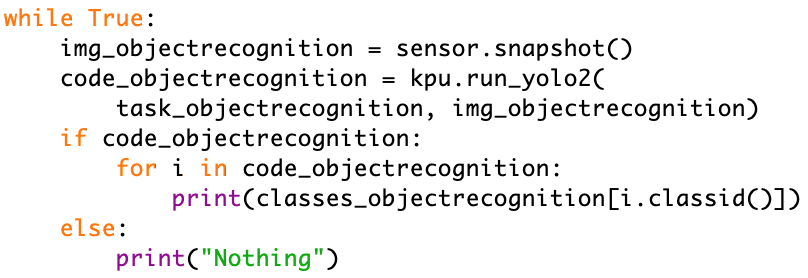 while True:
    img_objectrecognition = sensor.snapshot()
    code_objectrecognition = kpu.run_yolo2(
        task_objectrecognition, img_objectrecognition)
    if code_objectrecognition:
        for i in code_objectrecognition:
            print(classes_objectrecognition[i.classid()])
    else:
        print("Nothing")